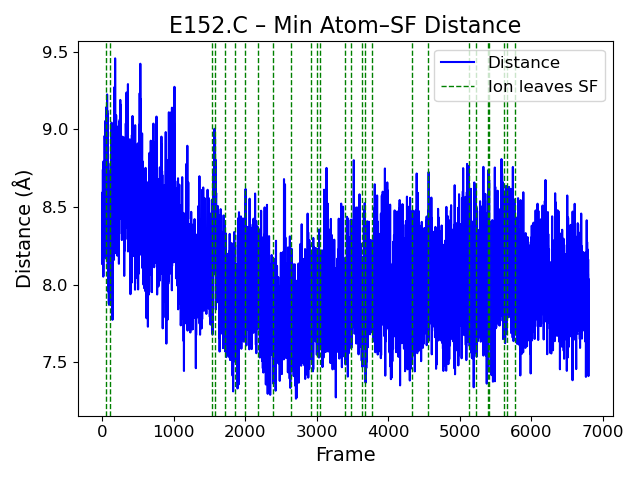 E152.C – Min Atom–SF Distance
9.5
9.0
8.5
8.0
7.5
Distance (Å)
Distance
Ion leaves SF
0 1000 2000 3000 4000 5000 6000 7000
Frame